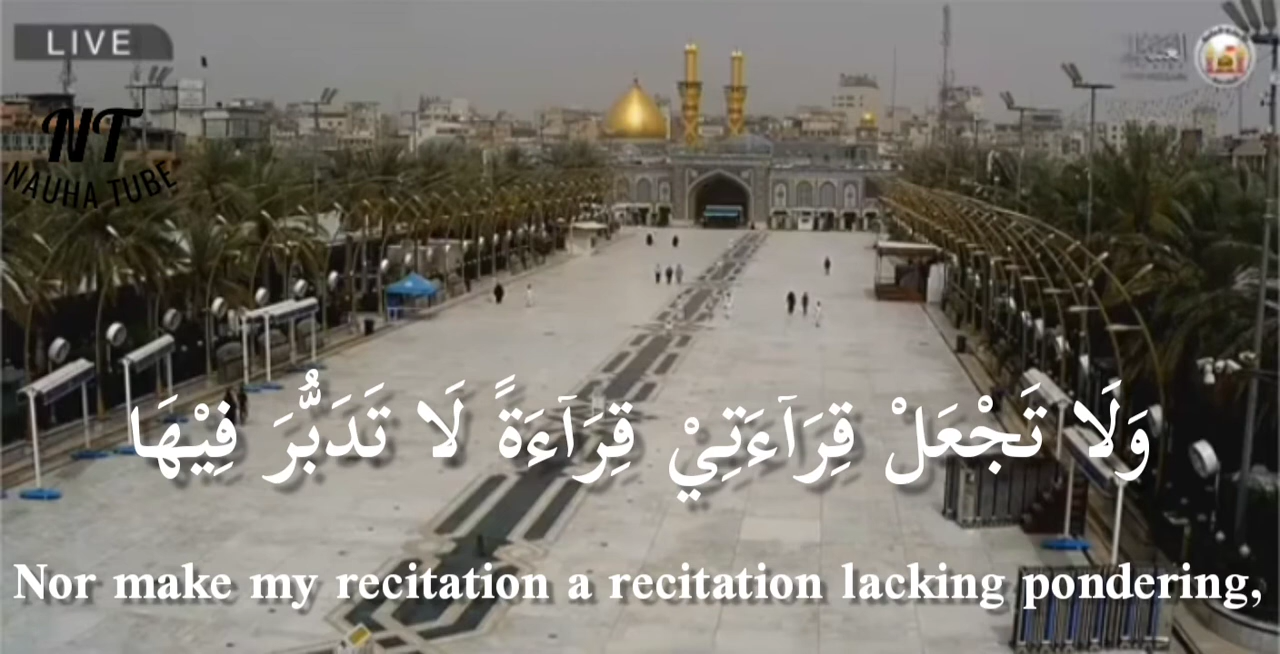 LIVE
NT
NAUHA TUBE
وَلَا تَجْعَلْ قِرَآءَتِيْ قِرَآءَةً لَا تَدَبُّرَ فِيْهَا
Nor make my recitation a recitation lacking pondering,